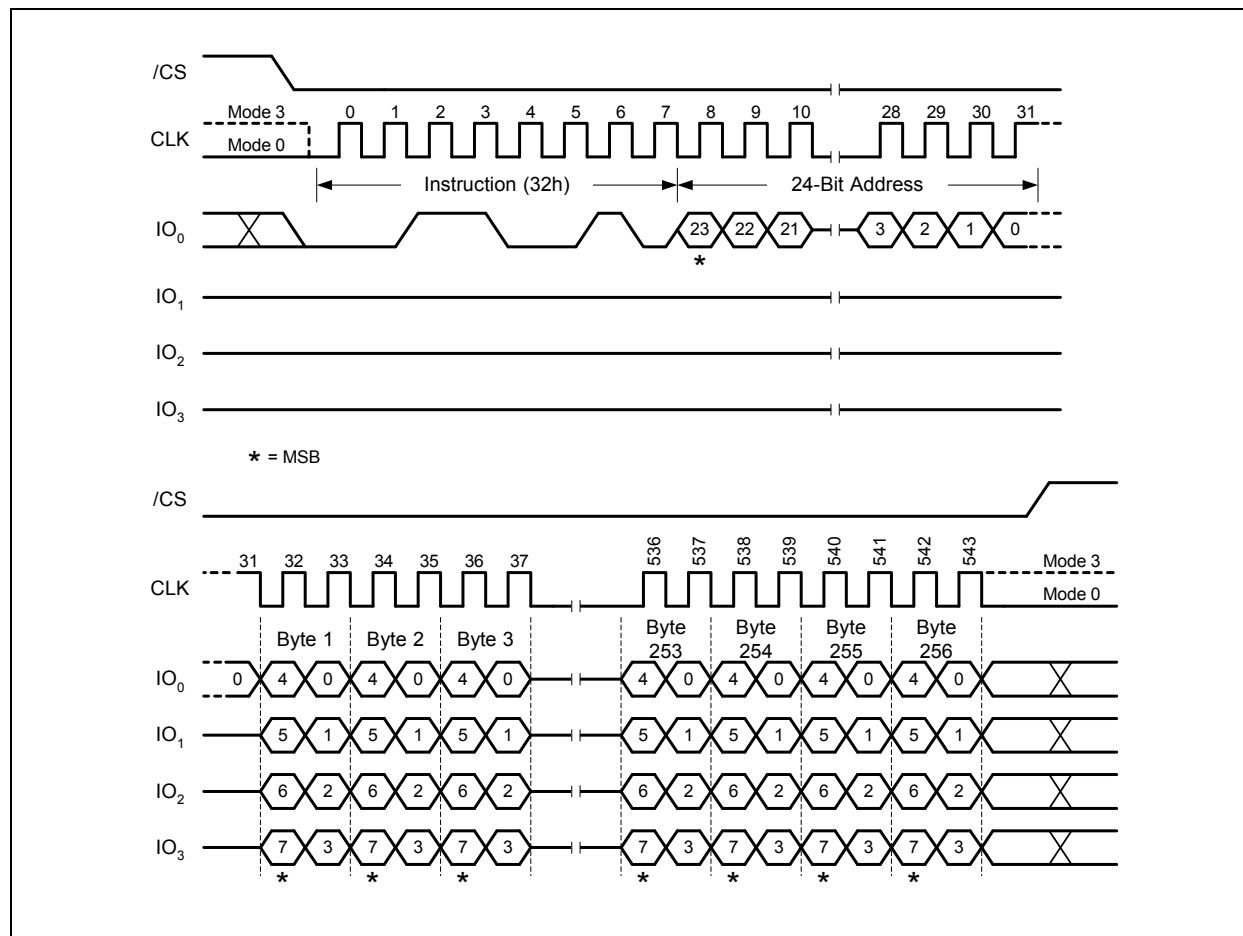 /CS
Mode 3 0 1 2 3 4 5 6 7 8 9 10 28 29 30 31
CLK
Mode 0
Instruction (32h) 24-Bit Address
IO0 23 22 21 3 2 1 0
*
IO1
IO2
IO3
* = MSB
/CS
31 32 33 34 35 36 37 536 537 538 539 540 541 542 543 Mode 3
CLK
Mode 0
Byte 1 Byte 2 Byte 3 Byte 253 Byte 254 Byte 255 Byte 256
IO0 0 4 0 4 0 4 0 4 0 4 0 4 0 4 0
IO1 5 1 5 1 5 1 5 1 5 1 5 1 5 1
IO2 6 2 6 2 6 2 6 2 6 2 6 2 6 2
IO3 7 3 7 3 7 3 7 3 7 3 7 3 7 3
* * * * * * *